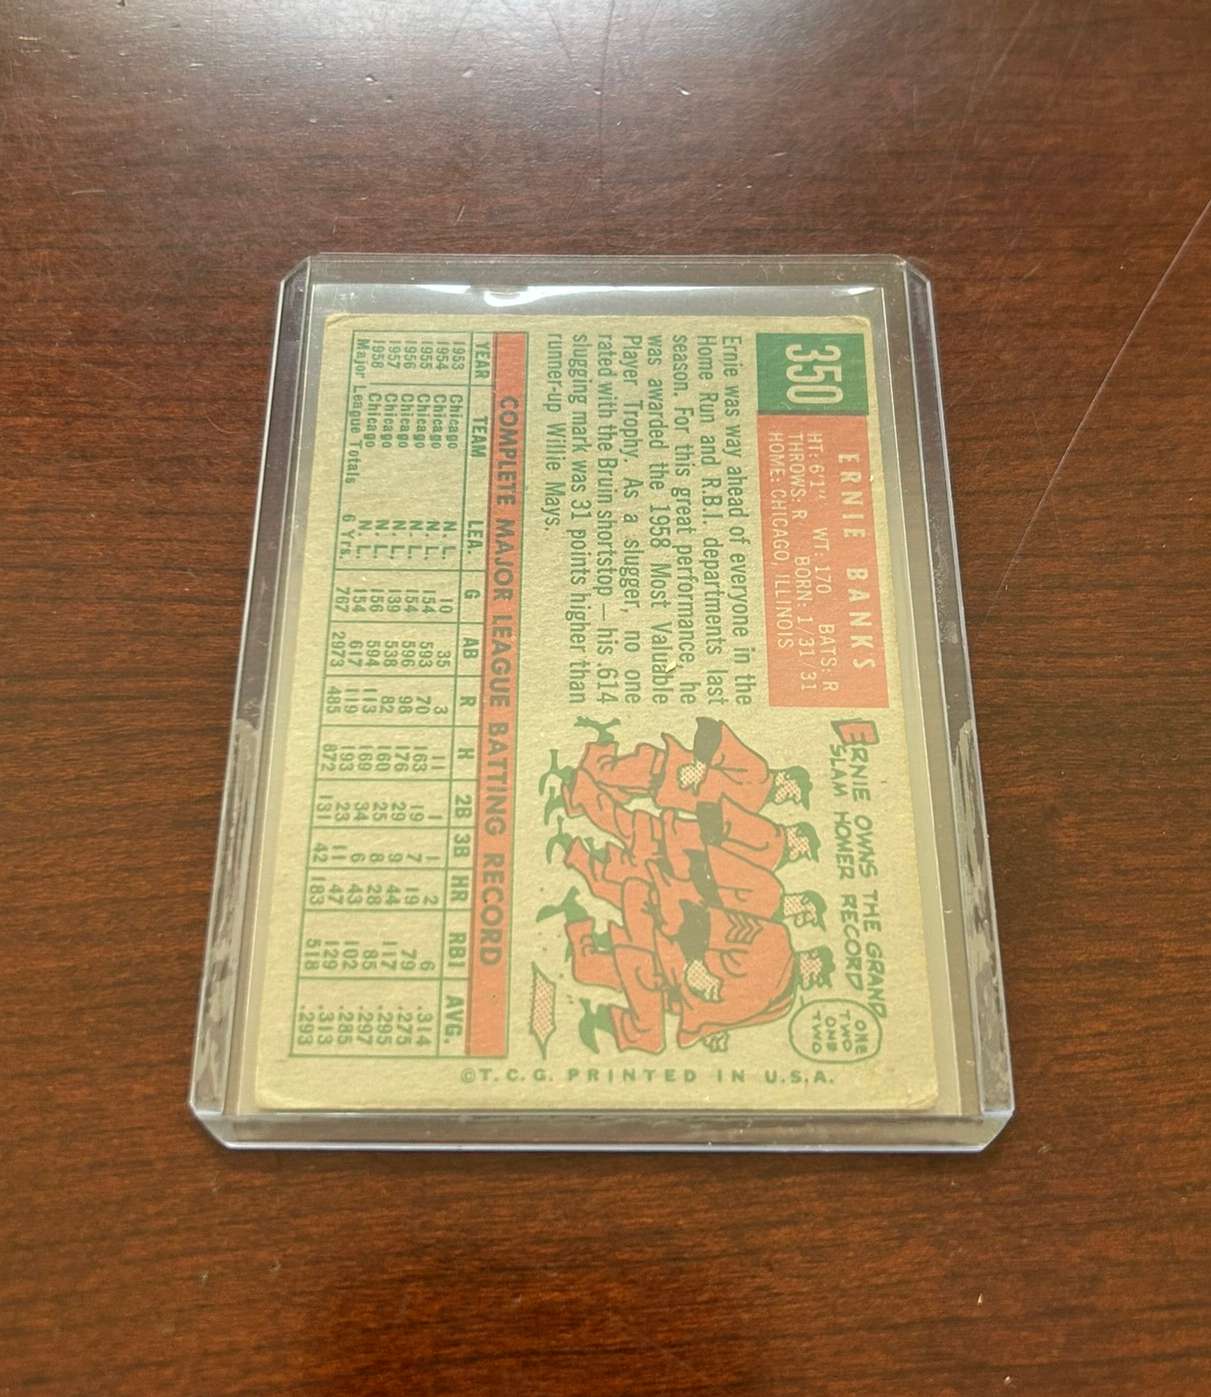 350
ERNIE BANKS
HT: 6'1" WT: 170 BATS: R
THROWS: R BORN: 1/31/31
HOME: CHICAGO, ILLINOIS
Ernie was way ahead of everyone in the
Home Run and R.B.I. departments last
season. For this great performance, he
was awarded the 1958 Most Valuable
Player Trophy. As a slugger, no one
rated with the Bruin shortstop—his .614
slugging mark was 31 points higher than
runner-up Willie Mays.
ERNIE OWNS THE GRAND
SLAM HOMER RECORD
ONE
TWO
ONE
TWO
COMPLETE MAJOR LEAGUE BATTING RECORD
YEAR TEAM LEA. G AB R H 2B 3B HR RBI AVG.
1953 Chicago N. L. 10 35 3 11 1 1 2 6 .314
1954 Chicago N. L. 154 593 70 163 19 7 19 79 .275
1955 Chicago N. L. 154 596 98 176 29 9 44 117 .295
1956 Chicago N. L. 139 538 82 160 25 8 28 85 .297
1957 Chicago N. L. 156 594 113 169 34 6 43 102 .285
1958 Chicago N. L. 154 617 119 193 23 11 47 129 .313
Major League Totals 6 Yrs. 767 2973 485 872 131 42 183 518 .293
©T. C. G. PRINTED IN U.S.A.